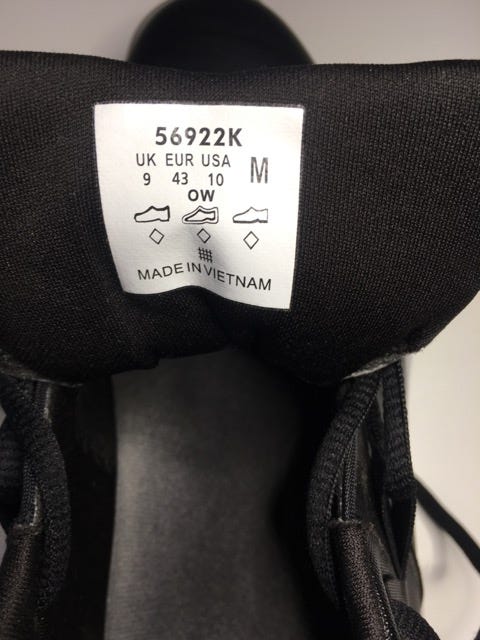 56922K
UK EUR USA M
9 43 10
OW
MADE IN VIETNAM